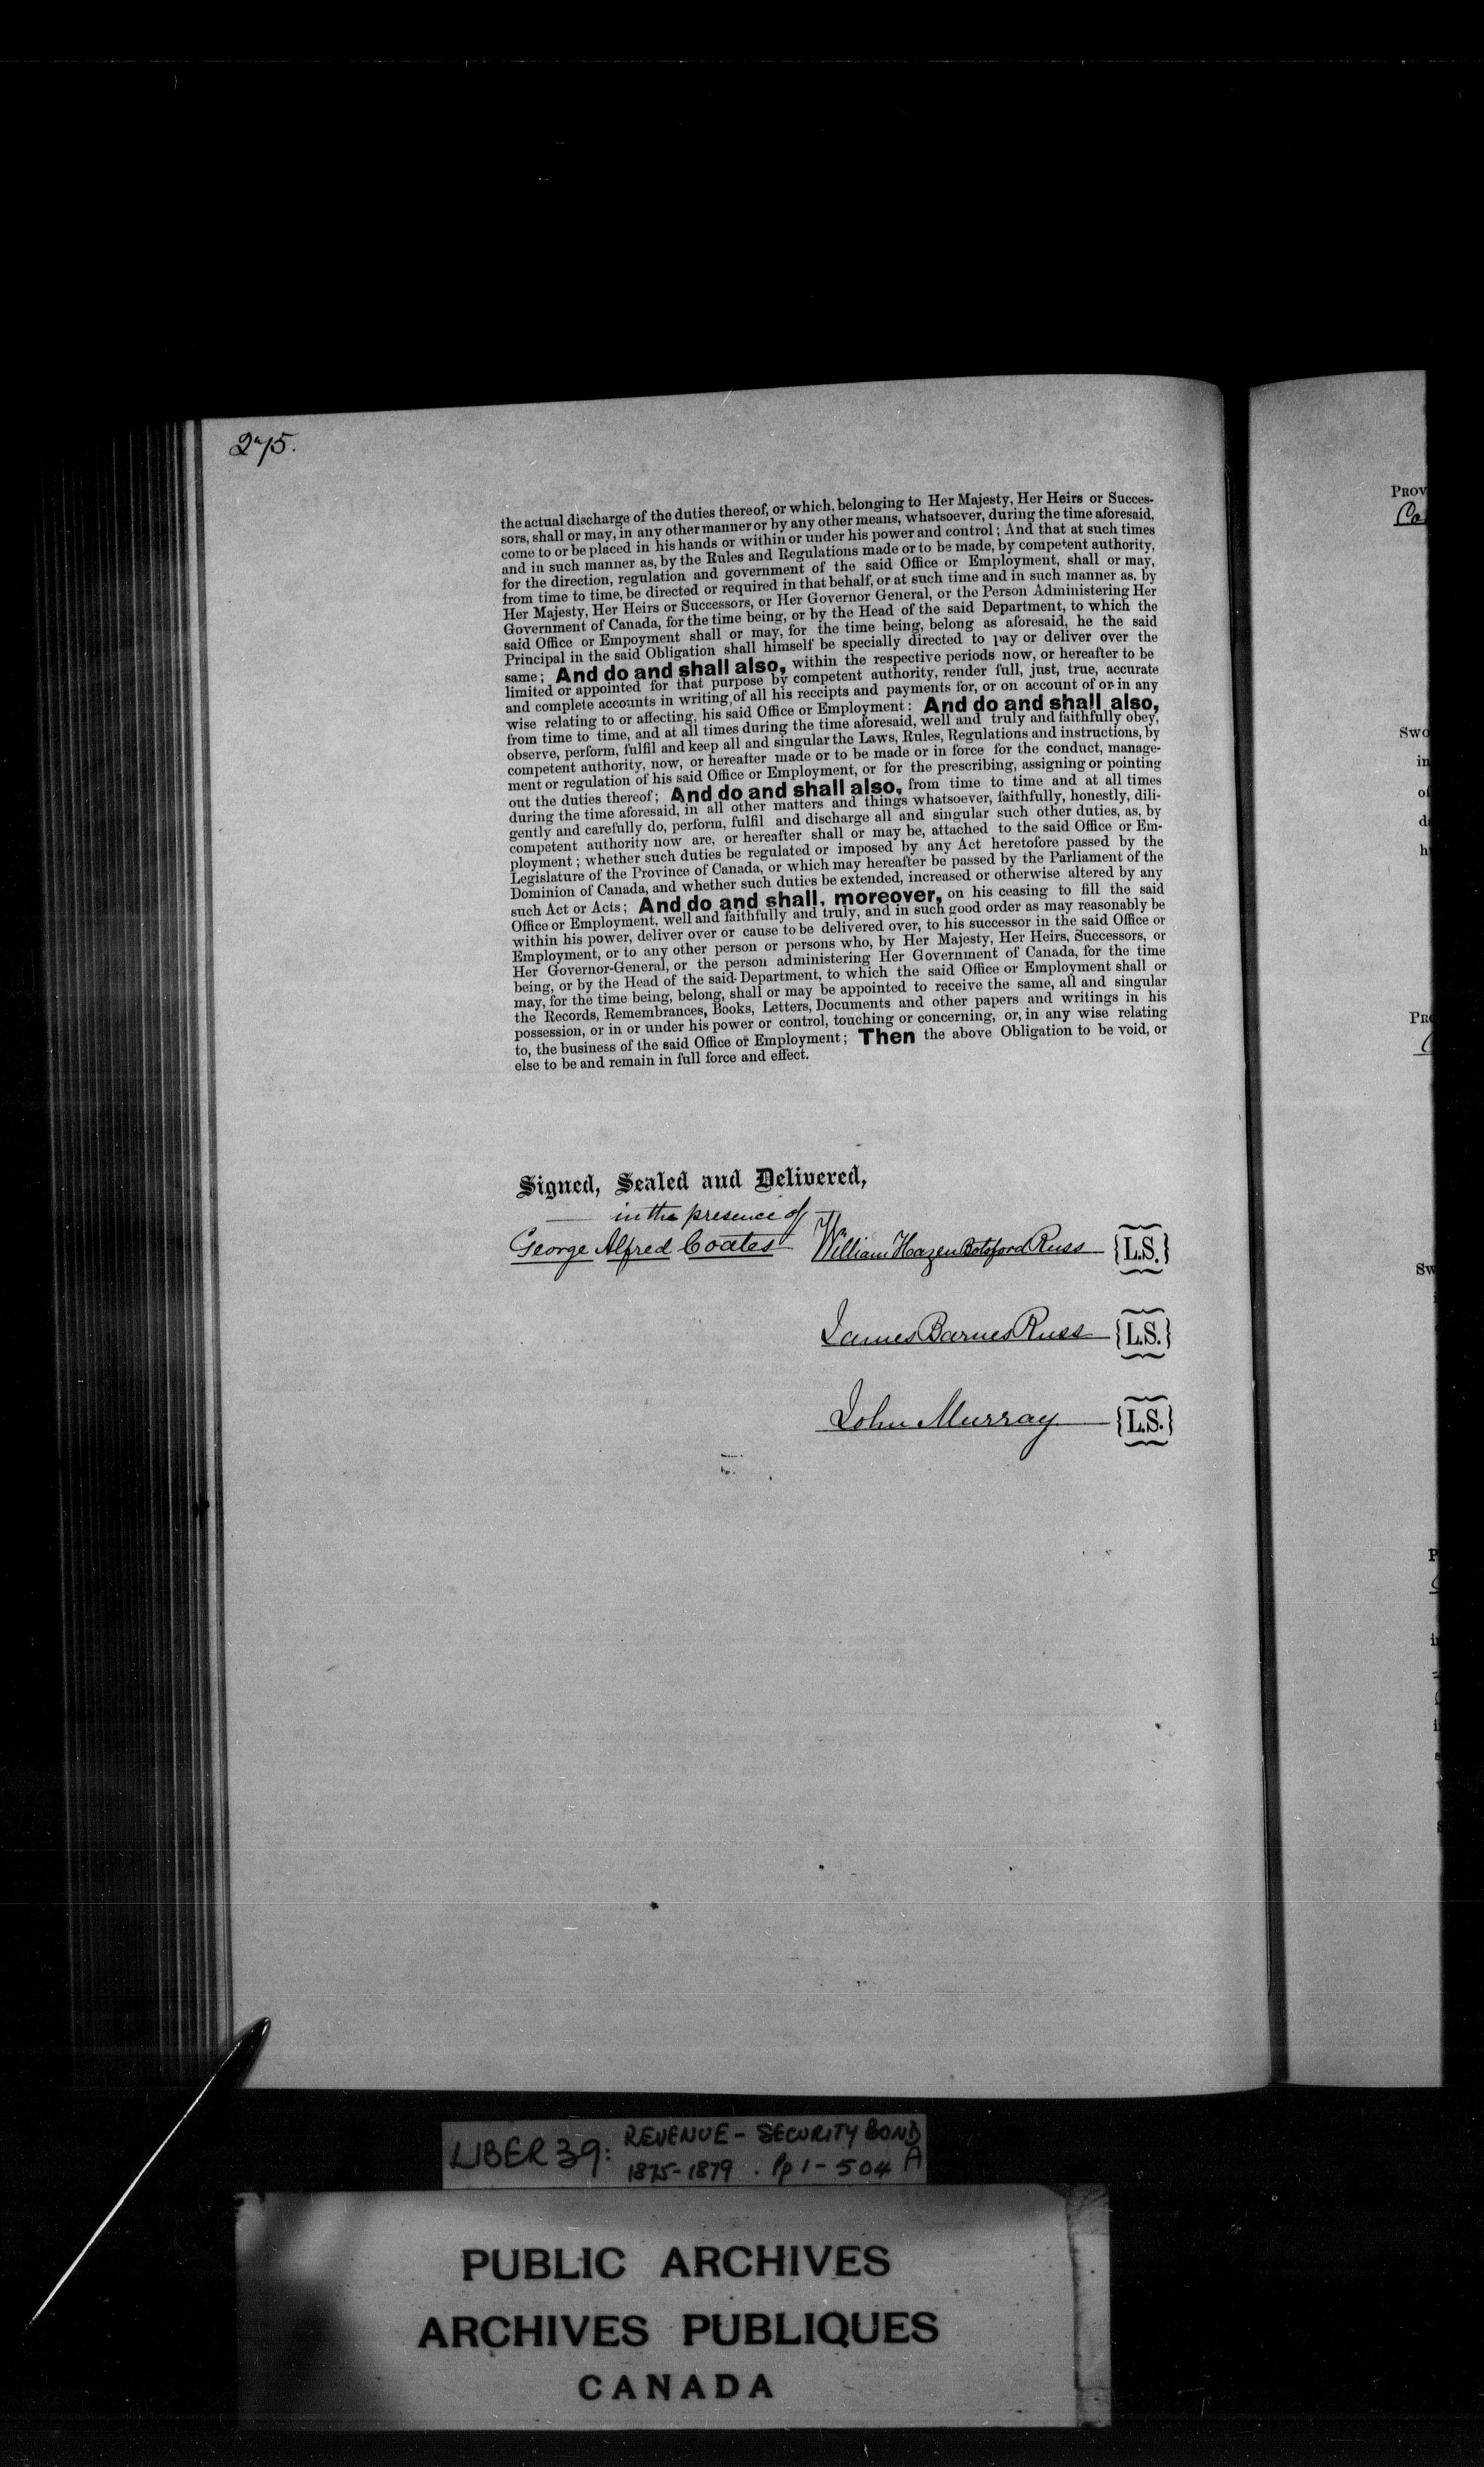 275.
the actual discharge of the duties thereof, or which, belonging to Her Majesty, Her Heirs or Succes-
sors, shall or may, in any other manner or by any other means, whatsoever, during the time aforesaid,
come to or be placed in his hands or within or under his power and control; And that at such times
and in such manner as, by the Rules and Regulations made or to be made, by competent authority,
for the direction, regulation and government of the said Office or Employment, shall or may,
from time to time, be directed or required in that behalf, or at such time and in such manner as, by
Her Majesty, Her Heirs or Successors, or Her Governor General, or the Person Administering Her
Government of Canada, for the time being, or by the Head of the said Department, to which the
said Office or Empoyment shall or may, for the time being, belong as aforesaid, he the said
Principal in the said Obligation shall himself be specially directed to pay or deliver over the
same; And do and shall also, within the respective periods now, or hereafter to be
limited or appointed for that purpose by competent authority, render full, just, true, accurate
and complete accounts in writing, of all his receipts and payments for, or on account of or in any
wise relating to or affecting, his said Office or Employment: And do and shall also,
from time to time, and at all times during the time aforesaid, well and truly and faithfully obey,
observe, perform, fulfil and keep all and singular the Laws, Rules, Regulations and instructions, by
competent authority, now, or hereafter made or to be made or in force for the conduct, manage-
ment or regulation of his said Office or Employment, or for the prescribing, assigning or pointing
out the duties thereof; And do and shall also, from time to time and at all times
during the time aforesaid, in all other matters and things whatsoever, faithfully, honestly, dili-
gently and carefully do, perform, fulfil and discharge all and singular such other duties, as, by
competent authority now are, or hereafter shall or may be, attached to the said Office or Em-
ployment; whether such duties be regulated or imposed by any Act heretofore passed by the
Legislature of the Province of Canada, or which may hereafter be passed by the Parliament of the
Dominion of Canada, and whether such duties be extended, increased or otherwise altered by any
such Act or Acts; And do and shall, moreover, on his ceasing to fill the said
Office or Employment, well and faithfully and truly, and in such good order as may reasonably be
within his power, deliver over or cause to be delivered over, to his successor in the said Office or
Employment, or to any other person or persons who, by Her Majesty, Her Heirs, Successors, or
Her Governor-General, or the person administering Her Government of Canada, for the time
being, or by the Head of the said Department, to which the said Office or Employment shall or
may, for the time being, belong, shall or may be appointed to receive the same, all and singular
the Records, Remembrances, Books, Letters, Documents and other papers and writings in his
possession, or in or under his power or control, touching or concerning, or, in any wise relating
to, the business of the said Office or Employment; Then the above Obligation to be void, or
else to be and remain in full force and effect.
Signed, Sealed and Delivered,
in the presence of
George Alfred Coates William Hazen Botsford Russ {L.S.}
James Barnes Russ {L.S.}
John Murray {L.S.}
LIBER 39: REVENUE - SECURITY BOND
1875-1879 . Pp 1 - 504 A
PUBLIC ARCHIVES
ARCHIVES PUBLIQUES
CANADA